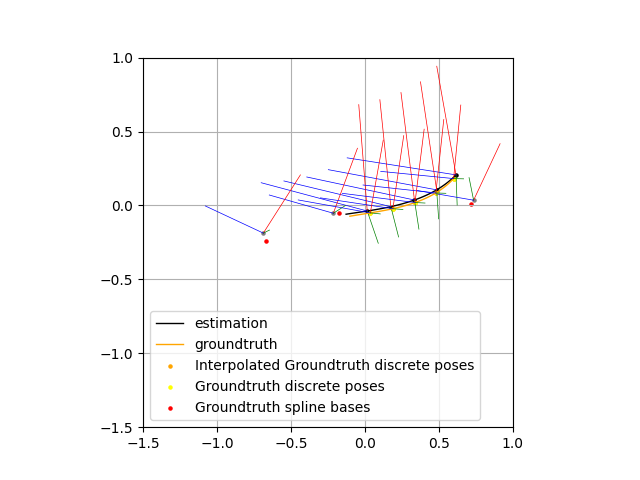 1.0
0.5
0.0
−0.5
−1.0
−1.5
estimation
groundtruth
Interpolated Groundtruth discrete poses
Groundtruth discrete poses
Groundtruth spline bases
−1.5 −1.0 −0.5 0.0 0.5 1.0